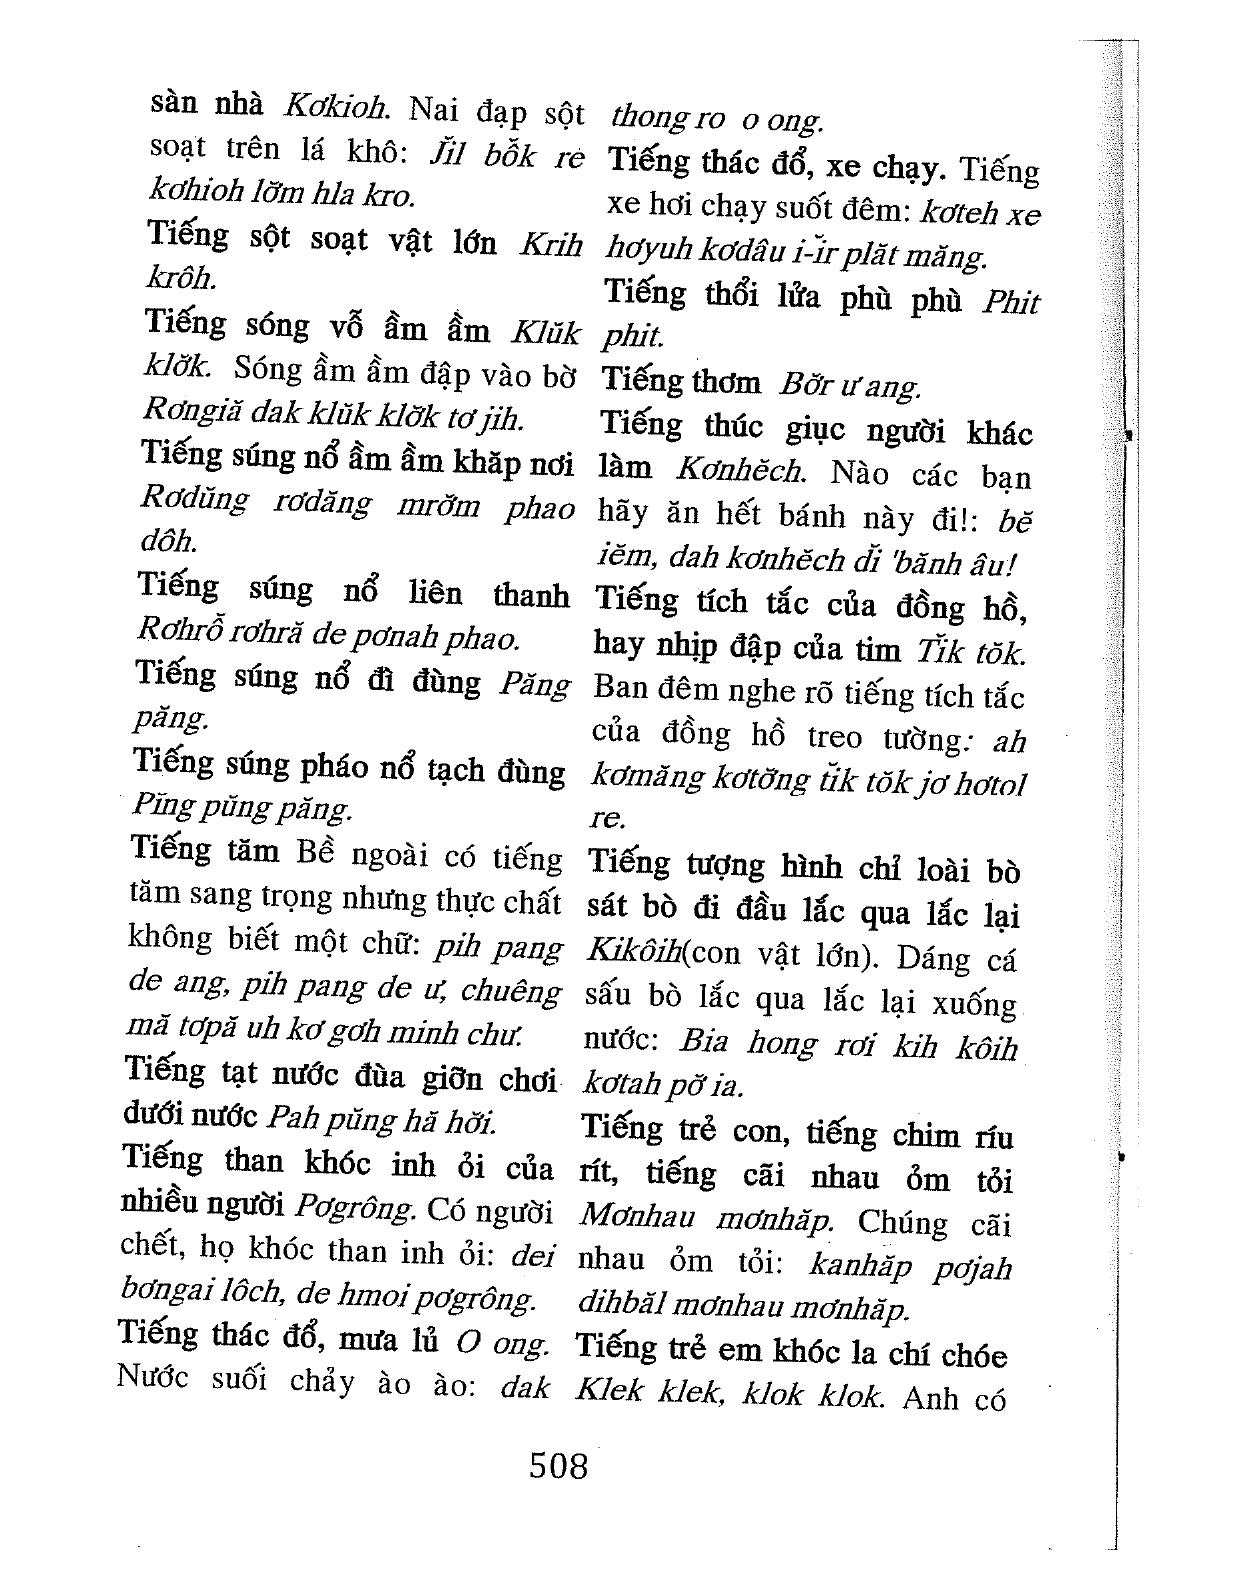 sàn nhà Kơkioh. Nai đạp sột
soạt trên lá khô: J̆il bŏ̂k rè
kơhioh lơ̆m hla kro.
Tiếng sột soạt vật lớn Krih
krôh.
Tiếng sóng vỗ ầm ầm Klŭk
klơ̆k. Sóng ầm ầm đập vào bờ
Rơngiă dak klŭk klơ̆k tơ jih.
Tiếng súng nổ ầm ầm khăp nơi
Rơdŭng rơdăng mrơ̆m phao
dôh.
Tiếng súng nổ liên thanh
Rơhrŏ̂ rơhră de pơnah phao.
Tiếng súng nổ đì đùng Păng
păng.
Tiếng súng pháo nổ tạch đùng
Pĭng pŭng păng.
Tiếng tăm Bề ngoài có tiếng
tăm sang trọng nhưng thực chất
không biết một chữ: pih pang
de ang, pih pang de ư, chuêng
mă tơpă uh kơ gơh minh chư.
Tiếng tạt nước đùa giơ̆n chơi
dưới nước Pah pŭng hă hơ̆i.
Tiếng than khóc inh ỏi của
nhiều người Pơgrông. Có người
chết, họ khóc than inh ỏi: dei
bơngai lôch, de hmoi pơgrông.
Tiếng thác đổ, mưa lủ O ong.
Nước suối chảy ào ào: dak
thong ro o ong.
Tiếng thác đổ, xe chạy. Tiếng
xe hơi chạy suốt đêm: kơteh xe
hơyuh kơdâu i-ĭr plăt măng.
Tiếng thổi lửa phù phù Phit
phit.
Tiếng thơm Bơ̆r ư ang.
Tiếng thúc giục người khác
làm Kơnhĕch. Nào các bạn
hãy ăn hết bánh này đi!: bĕ
iĕm, dah kơnhĕch dĭ 'bănh âu!
Tiếng tích tắc của đồng hồ,
hay nhịp đập của tim Tĭk tŏk.
Ban đêm nghe rõ tiếng tích tắc
của đồng hồ treo tường: ah
kơmăng kơtơ̆ng tĭk tŏk jơ hơtol
re.
Tiếng tượng hình chỉ loài bò
sát bò đi đầu lắc qua lắc lại
Kikôih(con vật lớn). Dáng cá
sấu bò lắc qua lắc lại xuống
nước: Bia hong rơi kih kôih
kơtah pơ̆ ia.
Tiếng trẻ con, tiếng chim ríu
rít, tiếng cãi nhau ỏm tỏi
Mơnhau mơnhăp. Chúng cãi
nhau ỏm tỏi: kanhăp pơjah
dihbăl mơnhau mơnhăp.
Tiếng trẻ em khóc la chí chóe
Klek klek, klok klok. Anh có
508